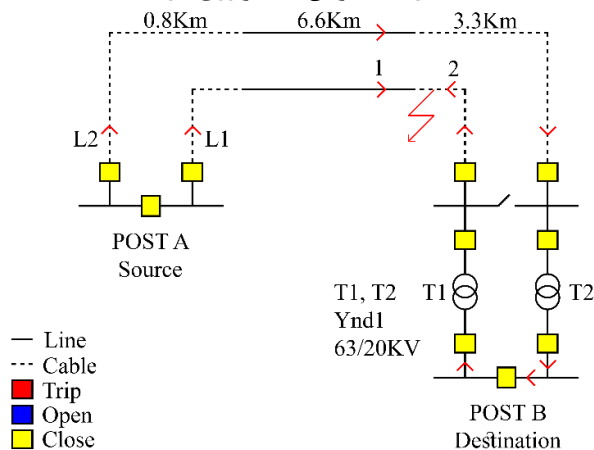 0.8Km 6.6Km 3.3Km
1 2
L2 L1
POST A
Source
T1, T2
Ynd1
63/20KV
T1 T2
Line
Cable
Trip
Open
Close
POST B
Destination